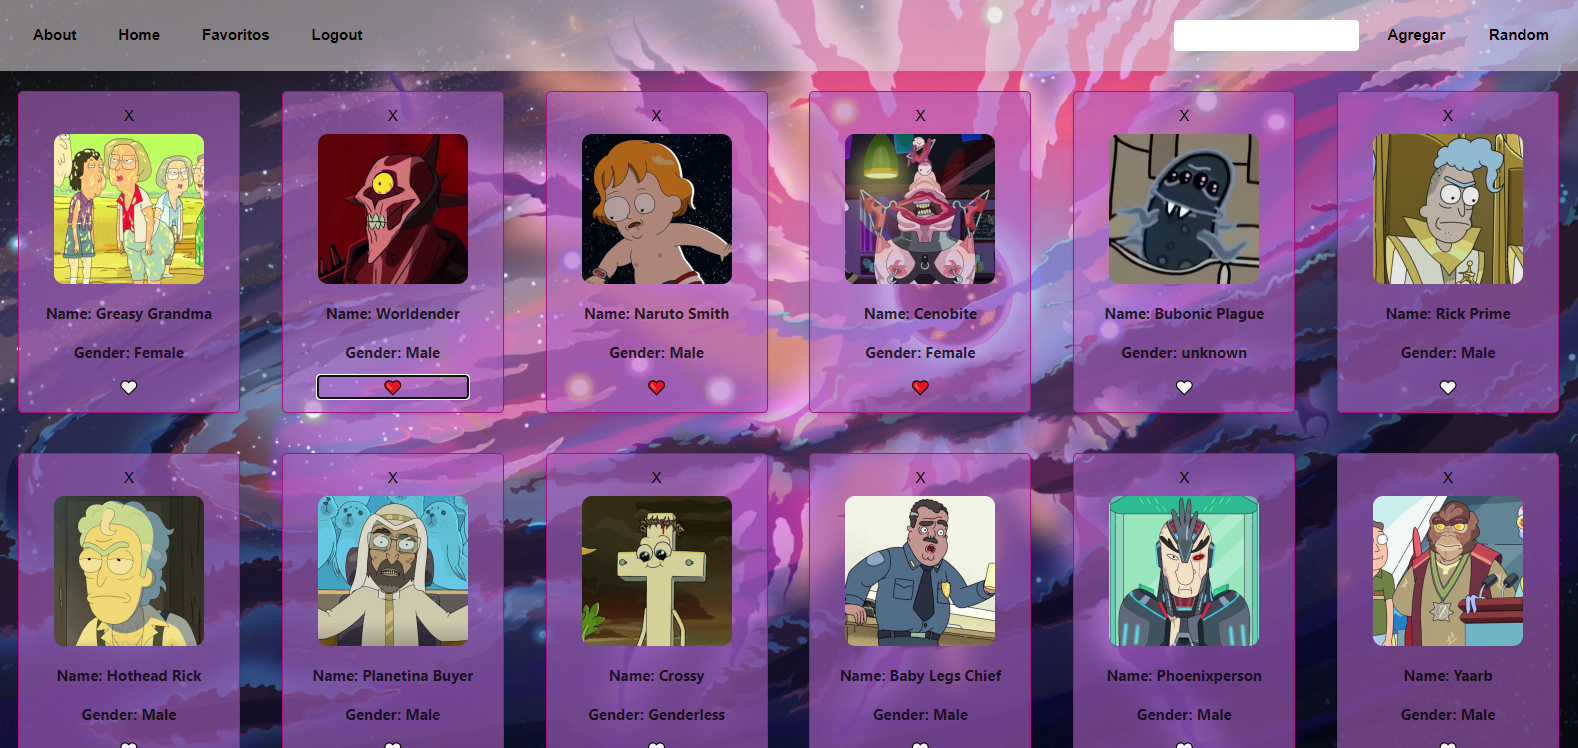 About Home Favoritos Logout Agregar Random
X X X X X X
Name: Greasy Grandma Name: Worldender Name: Naruto Smith Name: Cenobite Name: Bubonic Plague Name: Rick Prime
Gender: Female Gender: Male Gender: Male Gender: Female Gender: unknown Gender: Male
X X X X X X
Name: Hothead Rick Name: Planetina Buyer Name: Crossy Name: Baby Legs Chief Name: Phoenixperson Name: Yaarb
Gender: Male Gender: Male Gender: Genderless Gender: Male Gender: Male Gender: Male